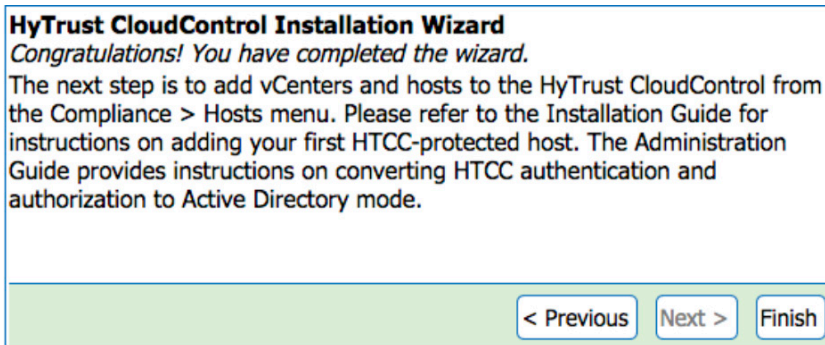 HyTrust CloudControl Installation Wizard
Congratulations! You have completed the wizard.
The next step is to add vCenters and hosts to the HyTrust CloudControl from
the Compliance > Hosts menu. Please refer to the Installation Guide for
instructions on adding your first HTCC-protected host. The Administration
Guide provides instructions on converting HTCC authentication and
authorization to Active Directory mode.
< Previous Next > Finish